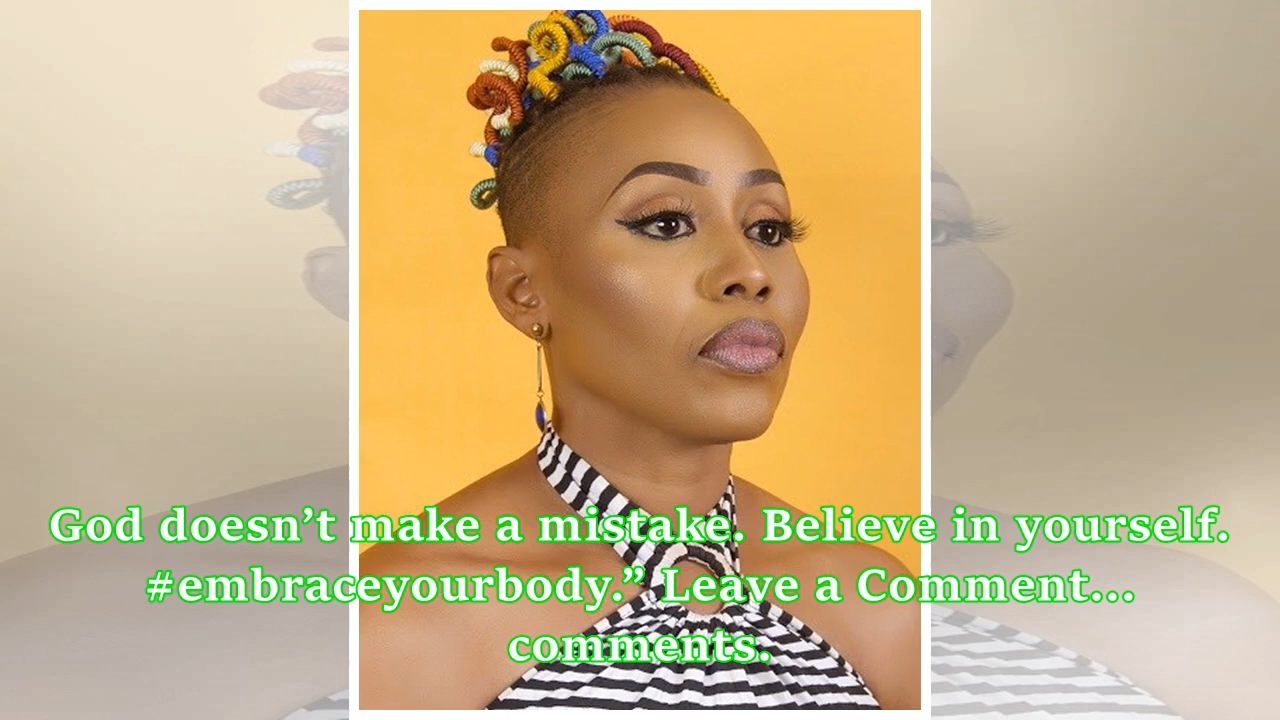 God doesn’t make a mistake. Believe in yourself.
#embraceyourbody.” Leave a Comment...
comments.